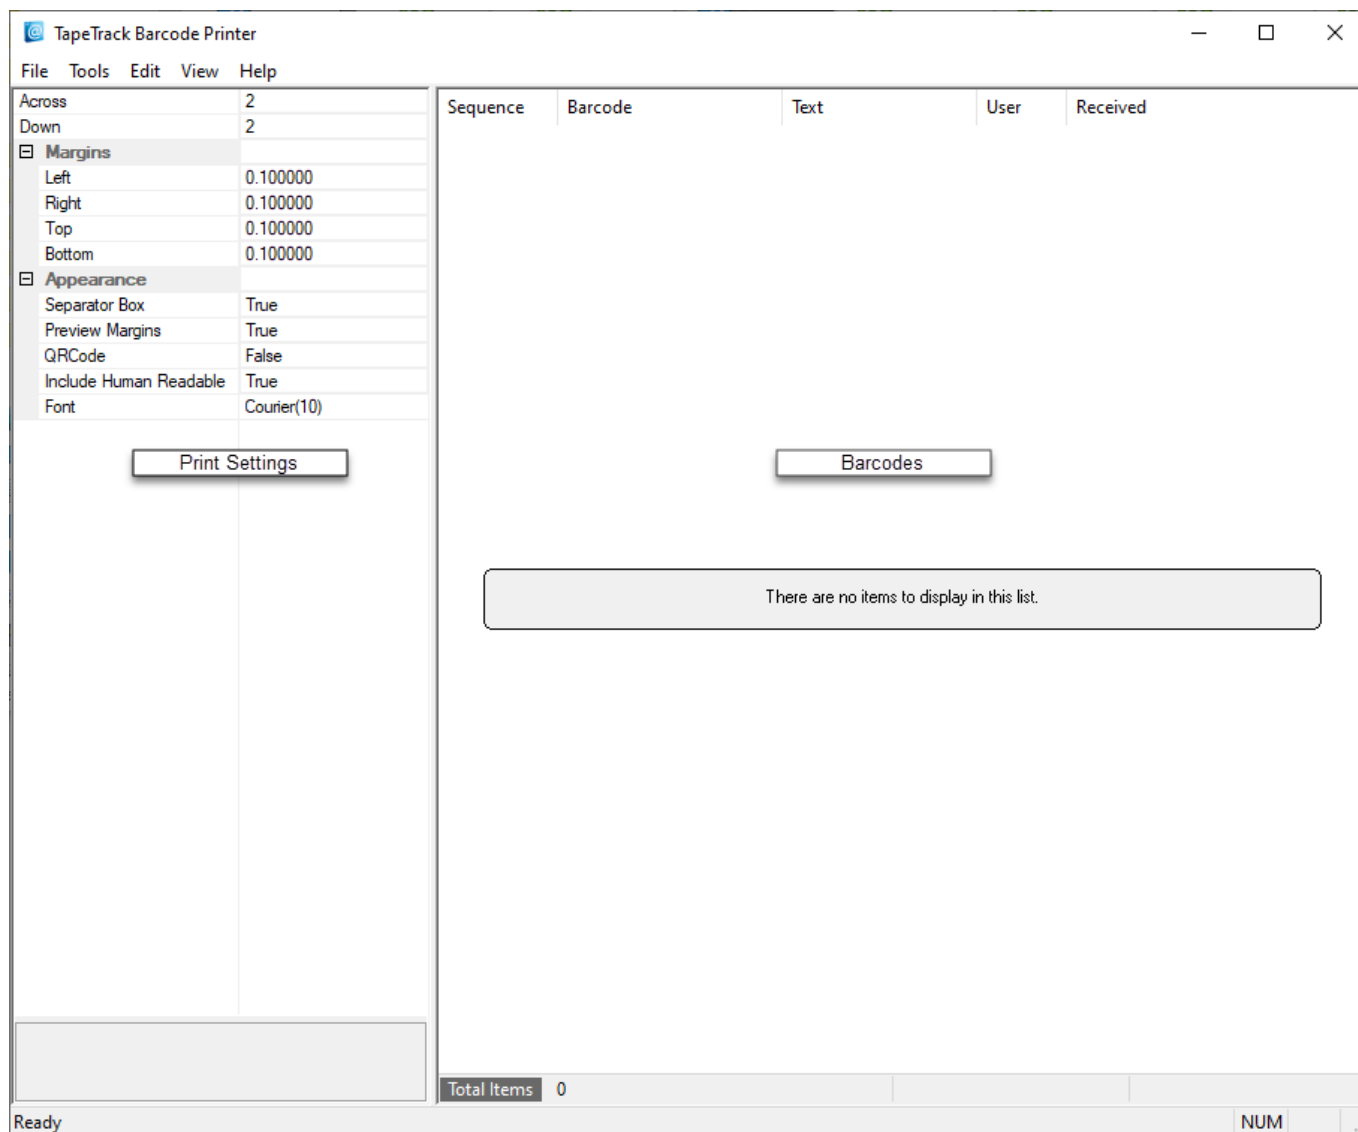 TapeTrack Barcode Printer
File Tools Edit View Help
Across 2
Down 2
Margins
Left 0.100000
Right 0.100000
Top 0.100000
Bottom 0.100000
Appearance
Separator Box True
Preview Margins True
QRCode False
Include Human Readable True
Font Courier(10)
Print Settings
Sequence Barcode Text User Received
Barcodes
There are no items to display in this list.
Total Items 0
Ready NUM